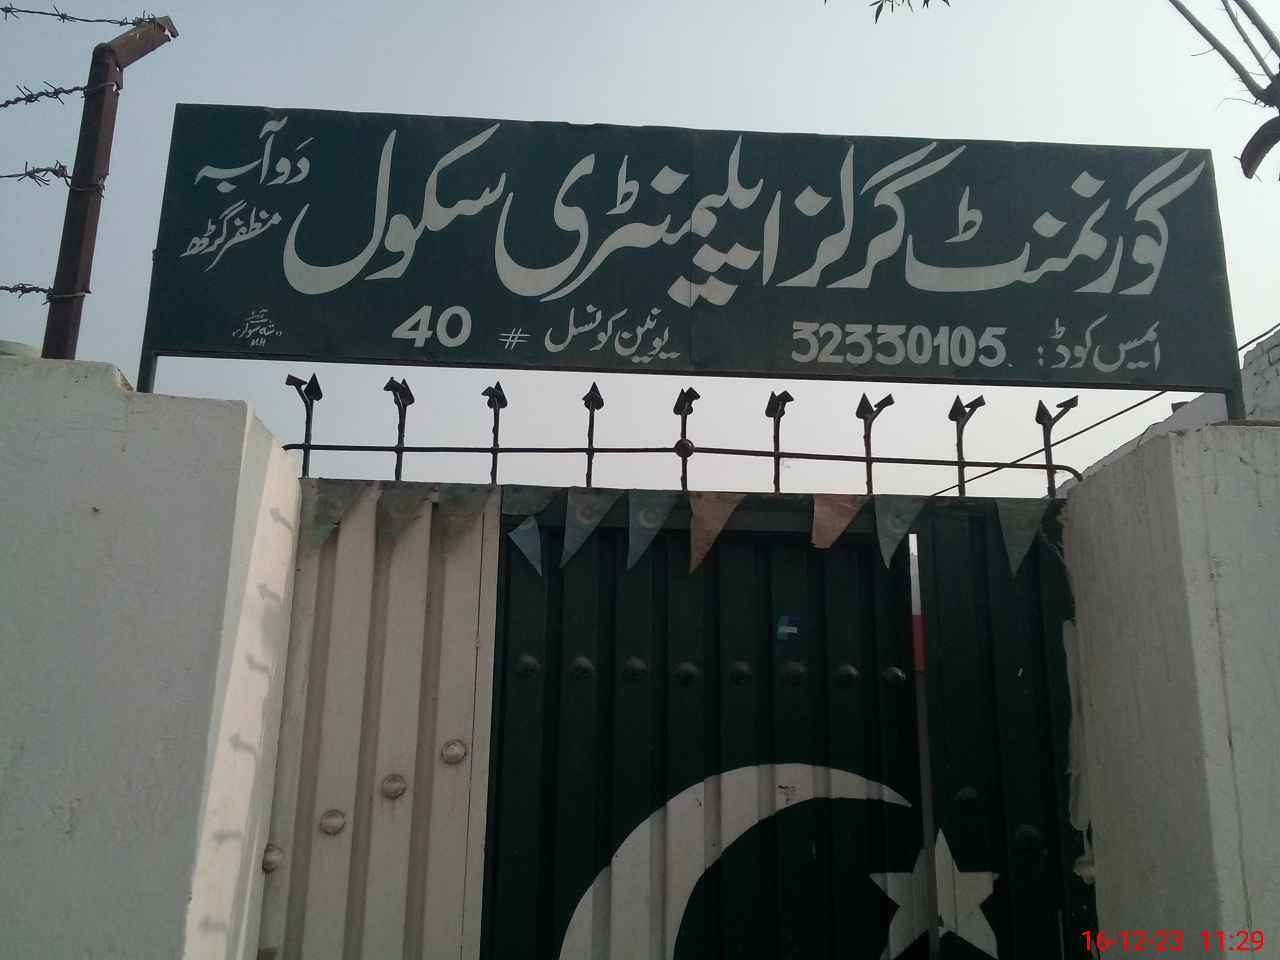 گورنمنٹ گرلز ایلیمنٹری سکول دوآبہ
مظفر گڑھ
ایمس کوڈ: 32330105
یونین کونسل # 40
16-12-23 11:29